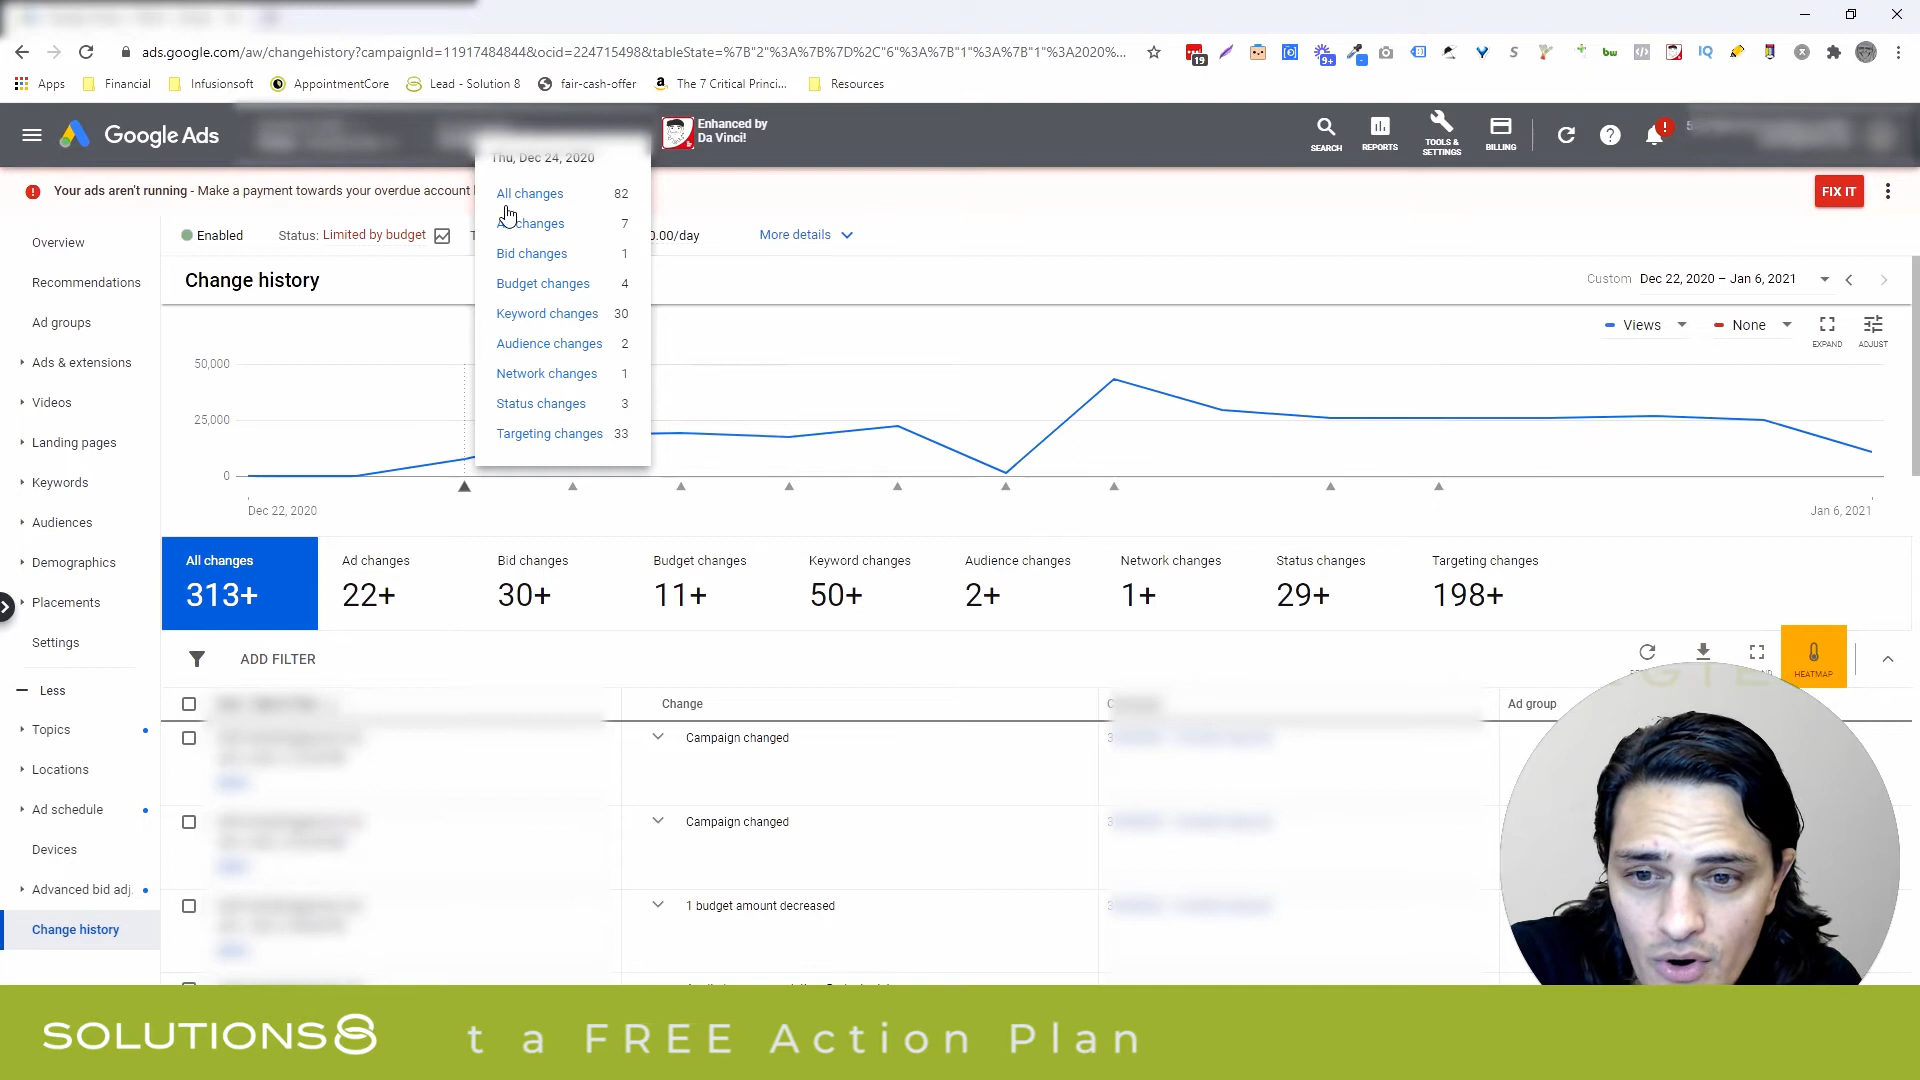 ads.google.com/aw/changehistory?campaignId=11917484844&ocid=224715498&tableState=%7B"2"%3A%7B%7D%2C"6"%3A%7B"1"%3A%7B"1"%3A2020%...
19
9+
bw
IQ
Apps
Financial
Infusionsoft
AppointmentCore
Lead - Solution 8
fair-cash-offer
The 7 Critical Princi...
Resources
Google Ads
Enhanced by
Da Vinci!
SEARCH
REPORTS
TOOLS &
SETTINGS
BILLING
Your ads aren't running - Make a payment towards your overdue account
FIX IT
Thu, Dec 24, 2020
All changes 82
changes 7
Bid changes 1
Budget changes 4
Keyword changes 30
Audience changes 2
Network changes 1
Status changes 3
Targeting changes 33
Enabled
Status: Limited by budget
0.00/day
More details
Change history
Custom Dec 22, 2020 – Jan 6, 2021
Views
None
EXPAND
ADJUST
50,000
25,000
0
Dec 22, 2020
Jan 6, 2021
Overview
Recommendations
Ad groups
Ads & extensions
Videos
Landing pages
Keywords
Audiences
Demographics
Placements
Settings
Less
Topics
Locations
Ad schedule
Devices
Advanced bid adj.
Change history
All changes
313+
Ad changes
22+
Bid changes
30+
Budget changes
11+
Keyword changes
50+
Audience changes
2+
Network changes
1+
Status changes
29+
Targeting changes
198+
ADD FILTER
HEATMAP
Change
Ad group
Campaign changed
Campaign changed
1 budget amount decreased
SOLUTIONS8
t a FREE Action Plan